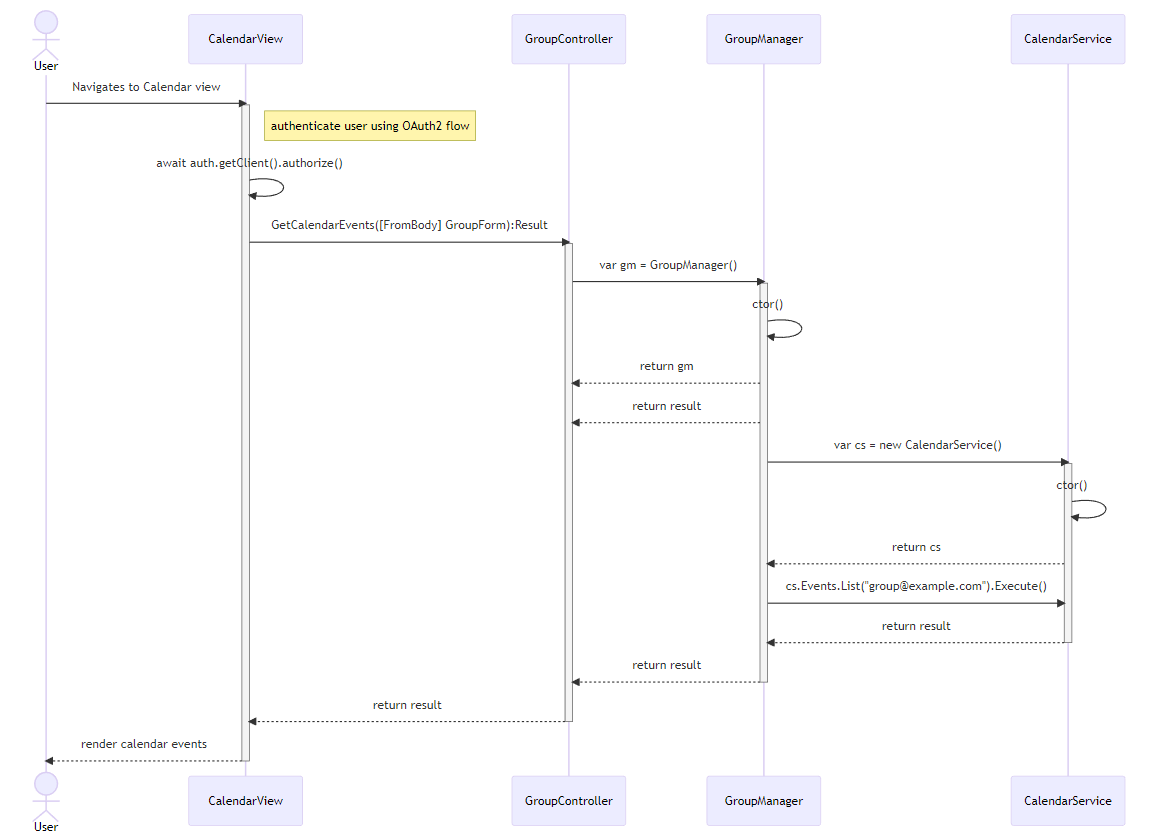 CalendarView
GroupController
GroupManager
CalendarService
User
Navigates to Calendar view
authenticate user using OAuth2 flow
await auth.getClient().authorize()
GetCalendarEvents([FromBody] GroupForm):Result
var gm = GroupManager()
ctor()
return gm
return result
var cs = new CalendarService()
ctor()
return cs
cs.Events.List("group@example.com").Execute()
return result
return result
return result
render calendar events
CalendarView
GroupController
GroupManager
CalendarService
User